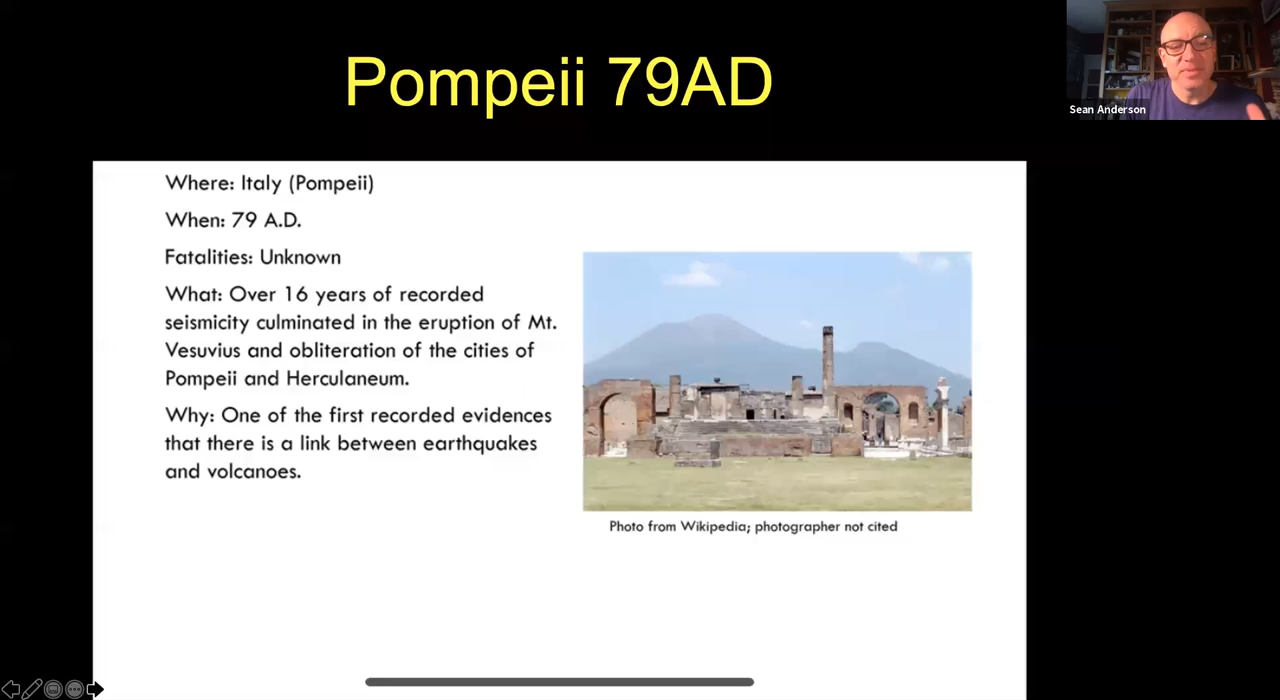 Pompeii 79AD
Sean Anderson
Where: Italy (Pompeii)
When: 79 A.D.
Fatalities: Unknown
What: Over 16 years of recorded
seismicity culminated in the eruption of Mt.
Vesuvius and obliteration of the cities of
Pompeii and Herculaneum.
Why: One of the first recorded evidences
that there is a link between earthquakes
and volcanoes.
Photo from Wikipedia; photographer not cited